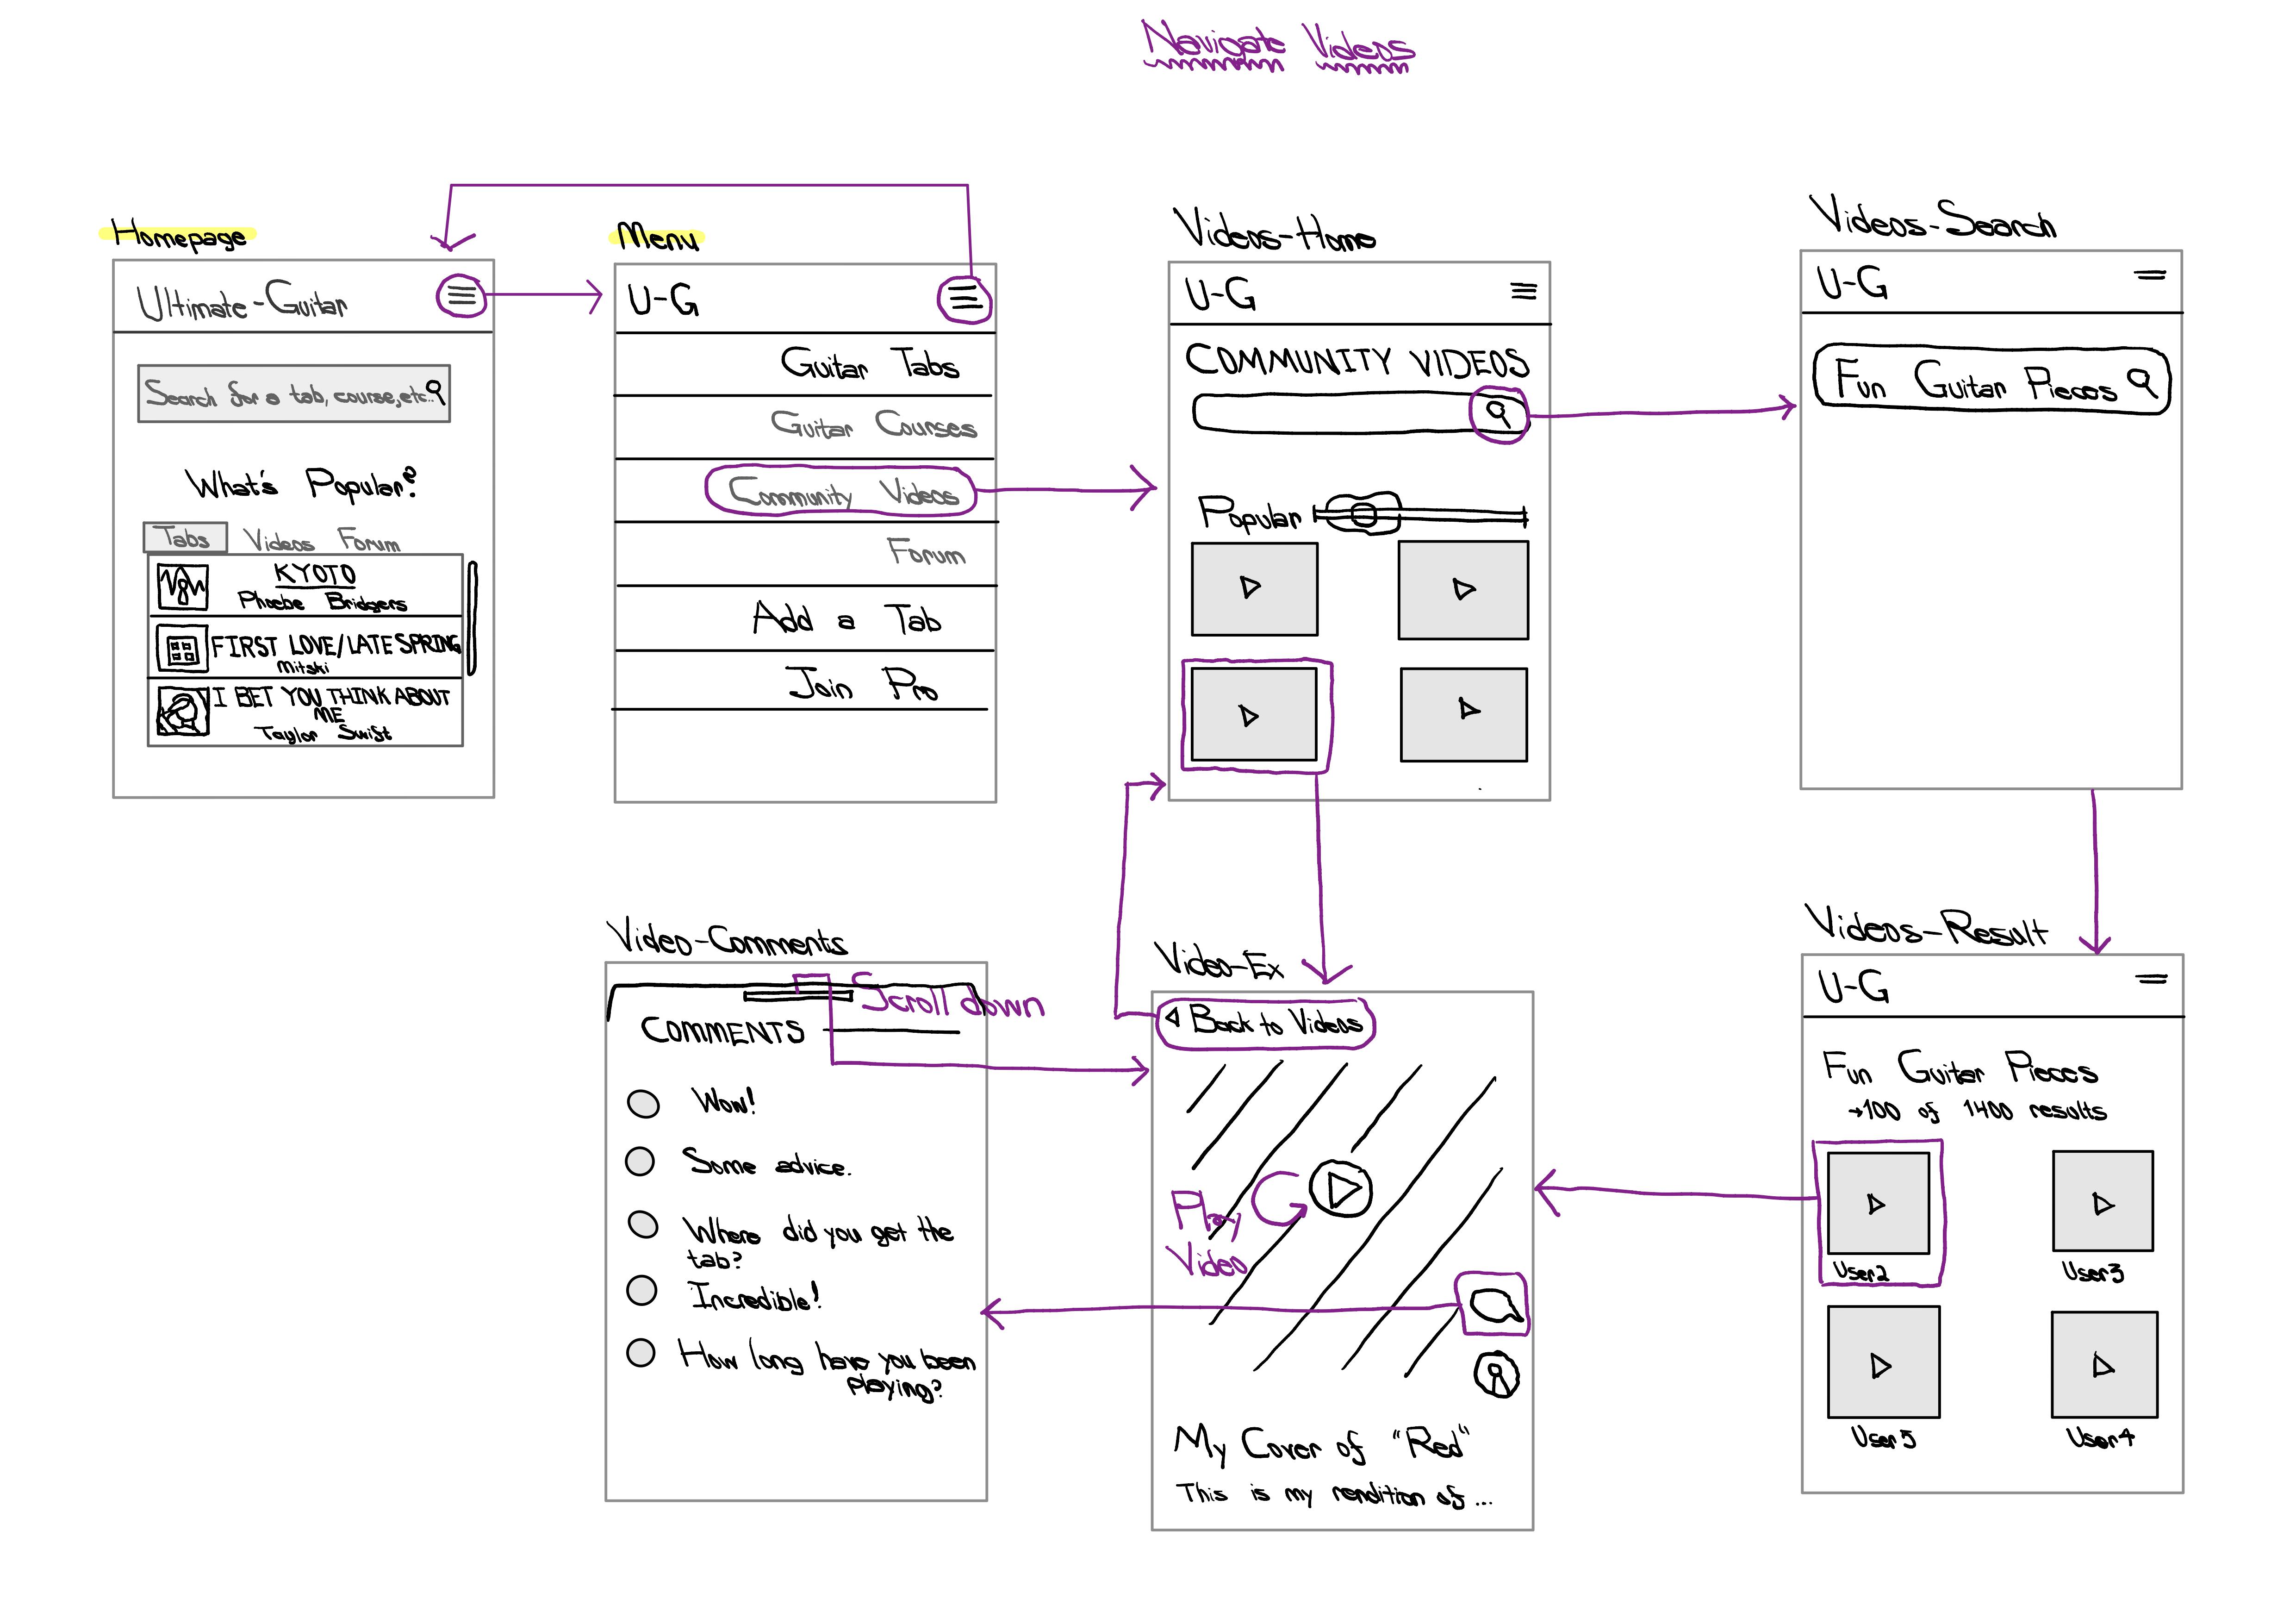 Navigate Videos
Homepage
Ultimate-Guitar
Search for a tab, course, etc..
What's Popular?
Tabs Videos Forum
KYOTO
Phoebe Bridgers
FIRST LOVE/LATE SPRING
Mitski
I BET YOU THINK ABOUT
ME
Taylor Swift
Menu
U-G
Guitar Tabs
Guitar Courses
Community Videos
Forum
Add a Tab
Join Pro
Videos-Home
U-G
COMMUNITY VIDEOS
Popular
Videos-Search
U-G
Fun Guitar Pieces
Video-Comments
Scroll down
COMMENTS
Wow!
Some advice.
Where did you get the
tab?
Incredible!
How long have you been
playing?
Video-Ex
Back to Videos
Play
Video
My Cover of "Red"
This is my rendition of ...
Videos-Result
U-G
Fun Guitar Pieces
→100 of 1400 results
User2
User3
User5
User4